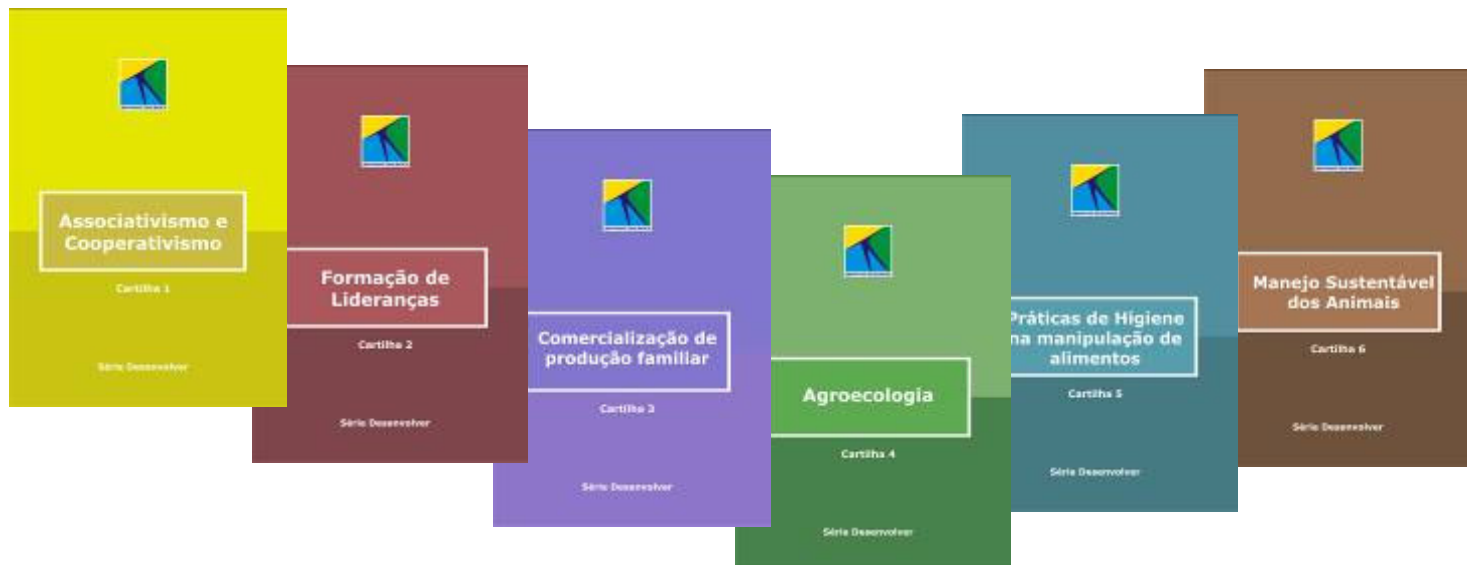 Associativismo e
Cooperativismo
Cartilha 1
Série Desenvolver
Formação de
Lideranças
Cartilha 2
Série Desenvolver
Comercialização de
produção familiar
Cartilha 3
Série Desenvolver
Agroecologia
Cartilha 4
Série Desenvolver
Práticas de Higiene
na manipulação de
alimentos
Cartilha 5
Série Desenvolver
Manejo Sustentável
dos Animais
Cartilha 6
Série Desenvolver